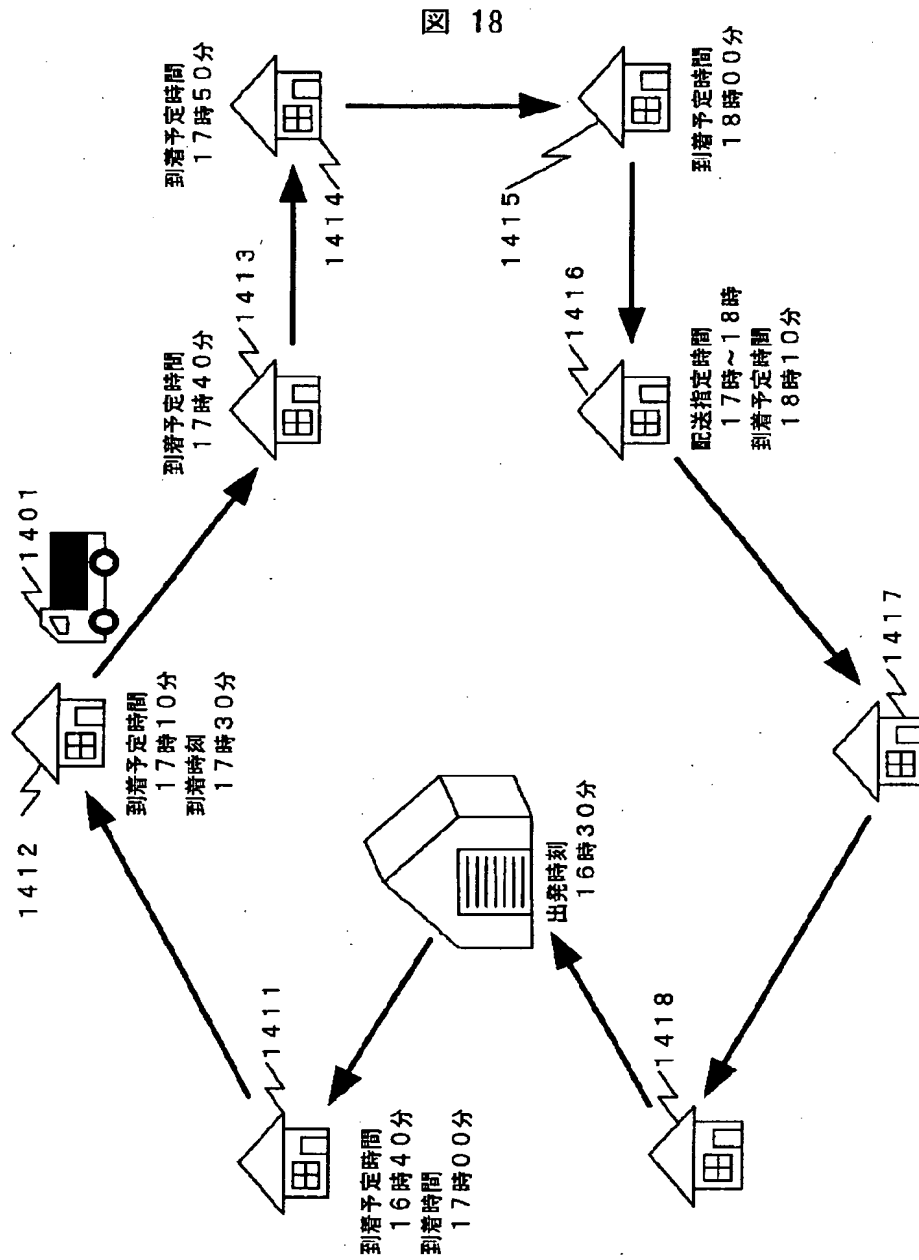 図 18
1401
1412
到着予定時間
17時10分
到着時刻
17時30分
1411
到着予定時間
16時40分
到着時間
17時00分
出発時刻
16時30分
1413
到着予定時間
17時40分
1414
到着予定時間
17時50分
1415
到着予定時間
18時00分
1416
配送指定時間
17時~18時
到着予定時間
18時10分
1417
1418